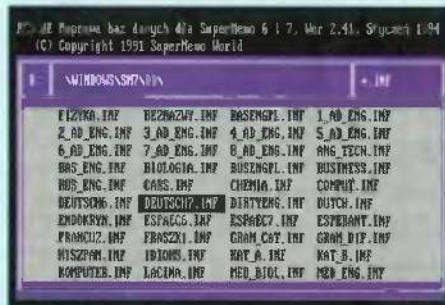 Poprawa baz danych dla SuperMemo 6 i 7, Wer 2.41, Styczeń 1.94
(C) Copyright 1991 SuperMemo World
\WINDOWS\SM7\ *.INF
FIZYKA.INF BEZNAZWY.INF BASENGPL.INF 1_AD_ENG.INF
2_AD_ENG.INF 3_AD_ENG.INF 4_AD_ENG.INF 5_AD_ENG.INF
6_AD_ENG.INF 7_AD_ENG.INF 8_AD_ENG.INF ANG_TECH.INF
BAS_ENG.INF BIOLOGIA.INF BUSENGPL.INF BUSINESS.INF
BUS_ENG.INF CARS.INF CHEMIA.INF COMPUT.INF
DEUTSCH6.INF DEUTSCH7.INF DIRTYENG.INF DUTCH.INF
ENDOKRYN.INF ESPAEC6.INF ESPAEC7.INF ESPERANT.INF
FRANCUZ.INF FRASZKI.INF GRAM_CAT.INF GRAM_DIF.INF
HISZPAN.INF IDIOMS.INF KAT_A.INF KAT_B.INF
KOMPUTER.INF LACINA.INF MED_BIOL.INF MED_ENG.INF